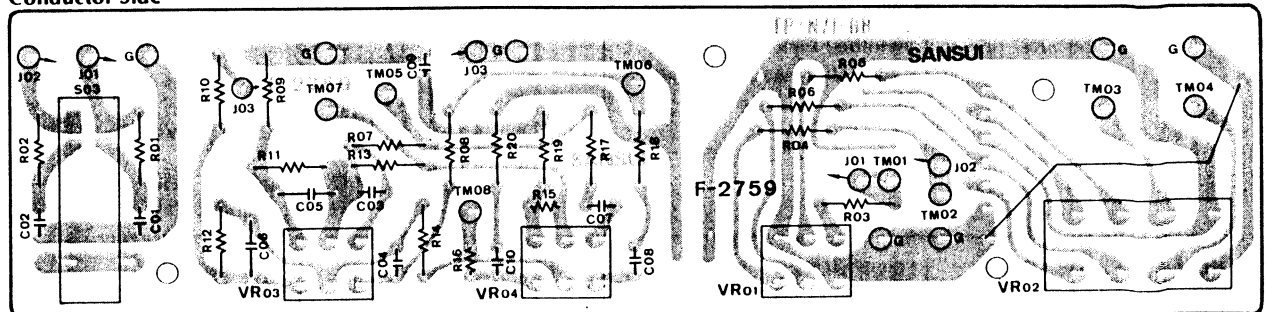 Conductor Side
SANSUI
G
G
G
G
G
G
J02
J01
S03
R10
J03
R09
TM05
C09
J03
TM06
R05
TM07
TM03
TM04
R06
R02
R01
R07
R08
R20
R19
R17
R18
R04
R11
R13
J01
TM01
J02
F-2759
C05
C03
TM08
R15
C07
R03
TM02
C02
C01
R12
C06
C04
R14
R16
C10
C08
G
G
VR03
VR04
VR01
VR02